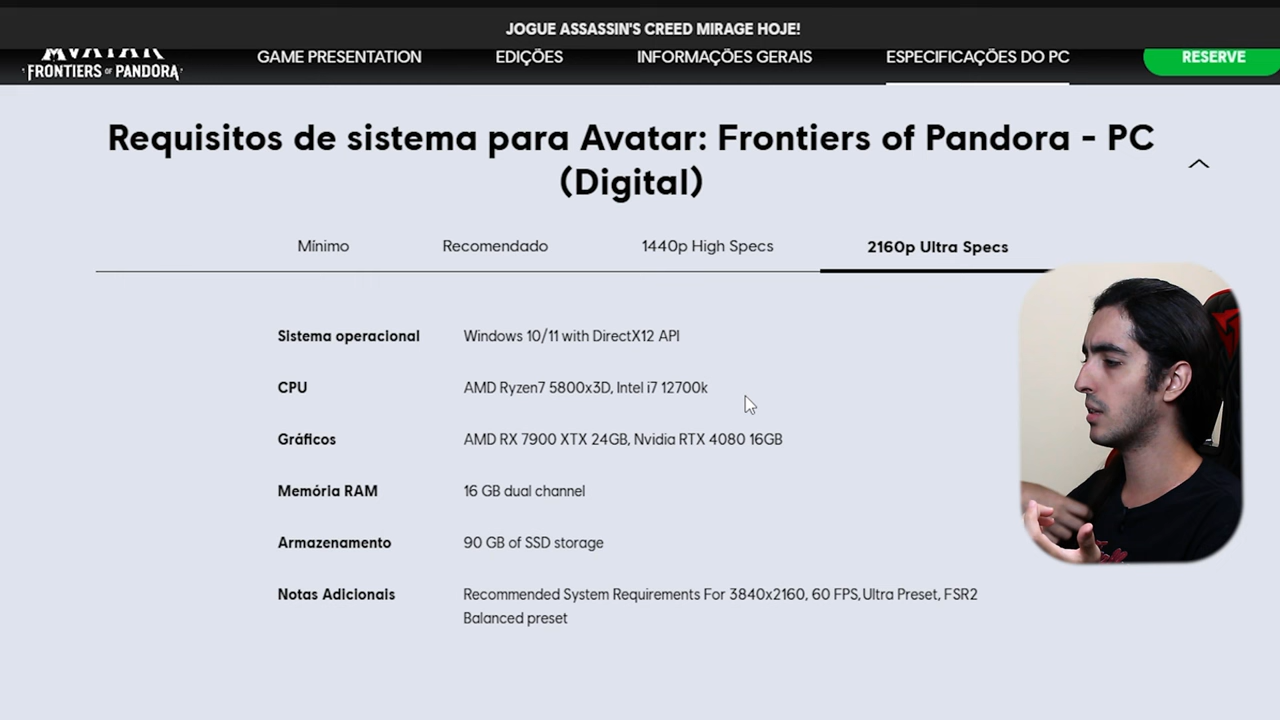 JOGUE ASSASSIN'S CREED MIRAGE HOJE!
AVATAR
FRONTIERS OF PANDORA
GAME PRESENTATION
EDIÇÕES
INFORMAÇÕES GERAIS
ESPECIFICAÇÕES DO PC
RESERVE
Requisitos de sistema para Avatar: Frontiers of Pandora - PC
(Digital)
Mínimo
Recomendado
1440p High Specs
2160p Ultra Specs
Sistema operacional Windows 10/11 with DirectX12 API
CPU AMD Ryzen7 5800x3D, Intel i7 12700k
Gráficos AMD RX 7900 XTX 24GB, Nvidia RTX 4080 16GB
Memória RAM 16 GB dual channel
Armazenamento 90 GB of SSD storage
Notas Adicionais Recommended System Requirements For 3840x2160, 60 FPS,Ultra Preset, FSR2
Balanced preset